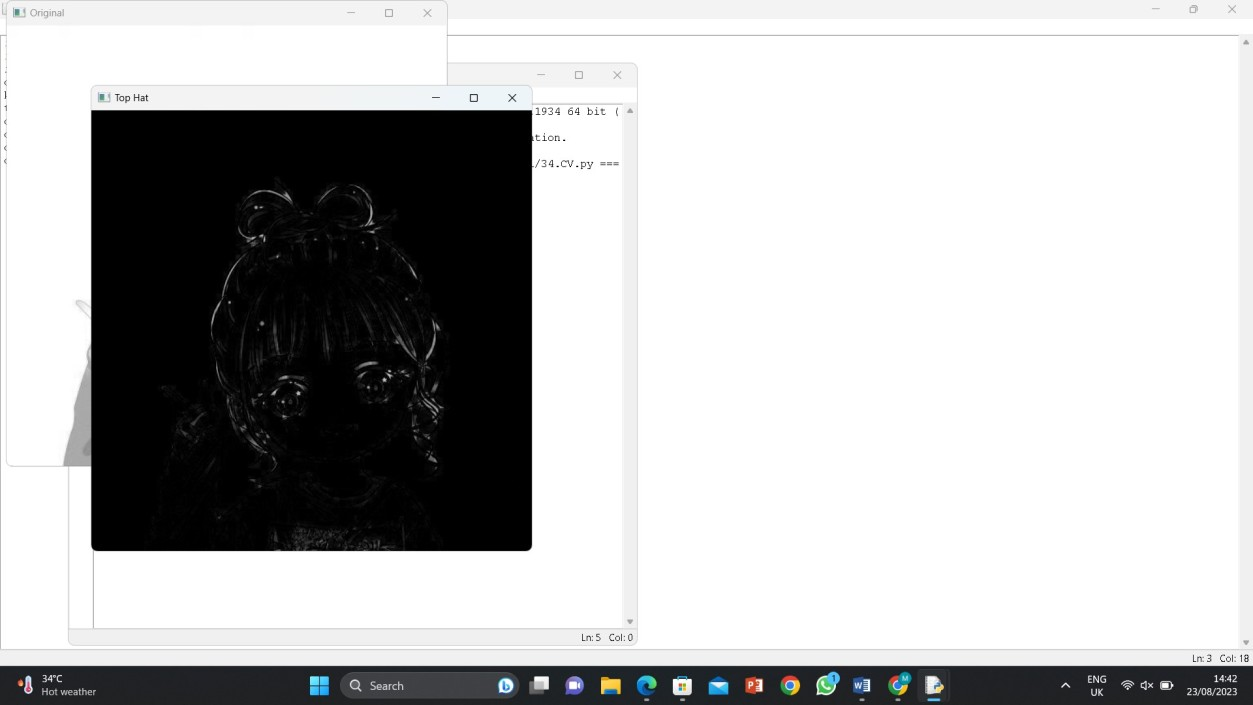 Original
Top Hat
1934 64 bit (
ation.
/34.CV.py ===
Ln: 5 Col: 0
Ln: 3 Col: 18
34°C
Hot weather
Search
1
ENG
UK
14:42
23/08/2023